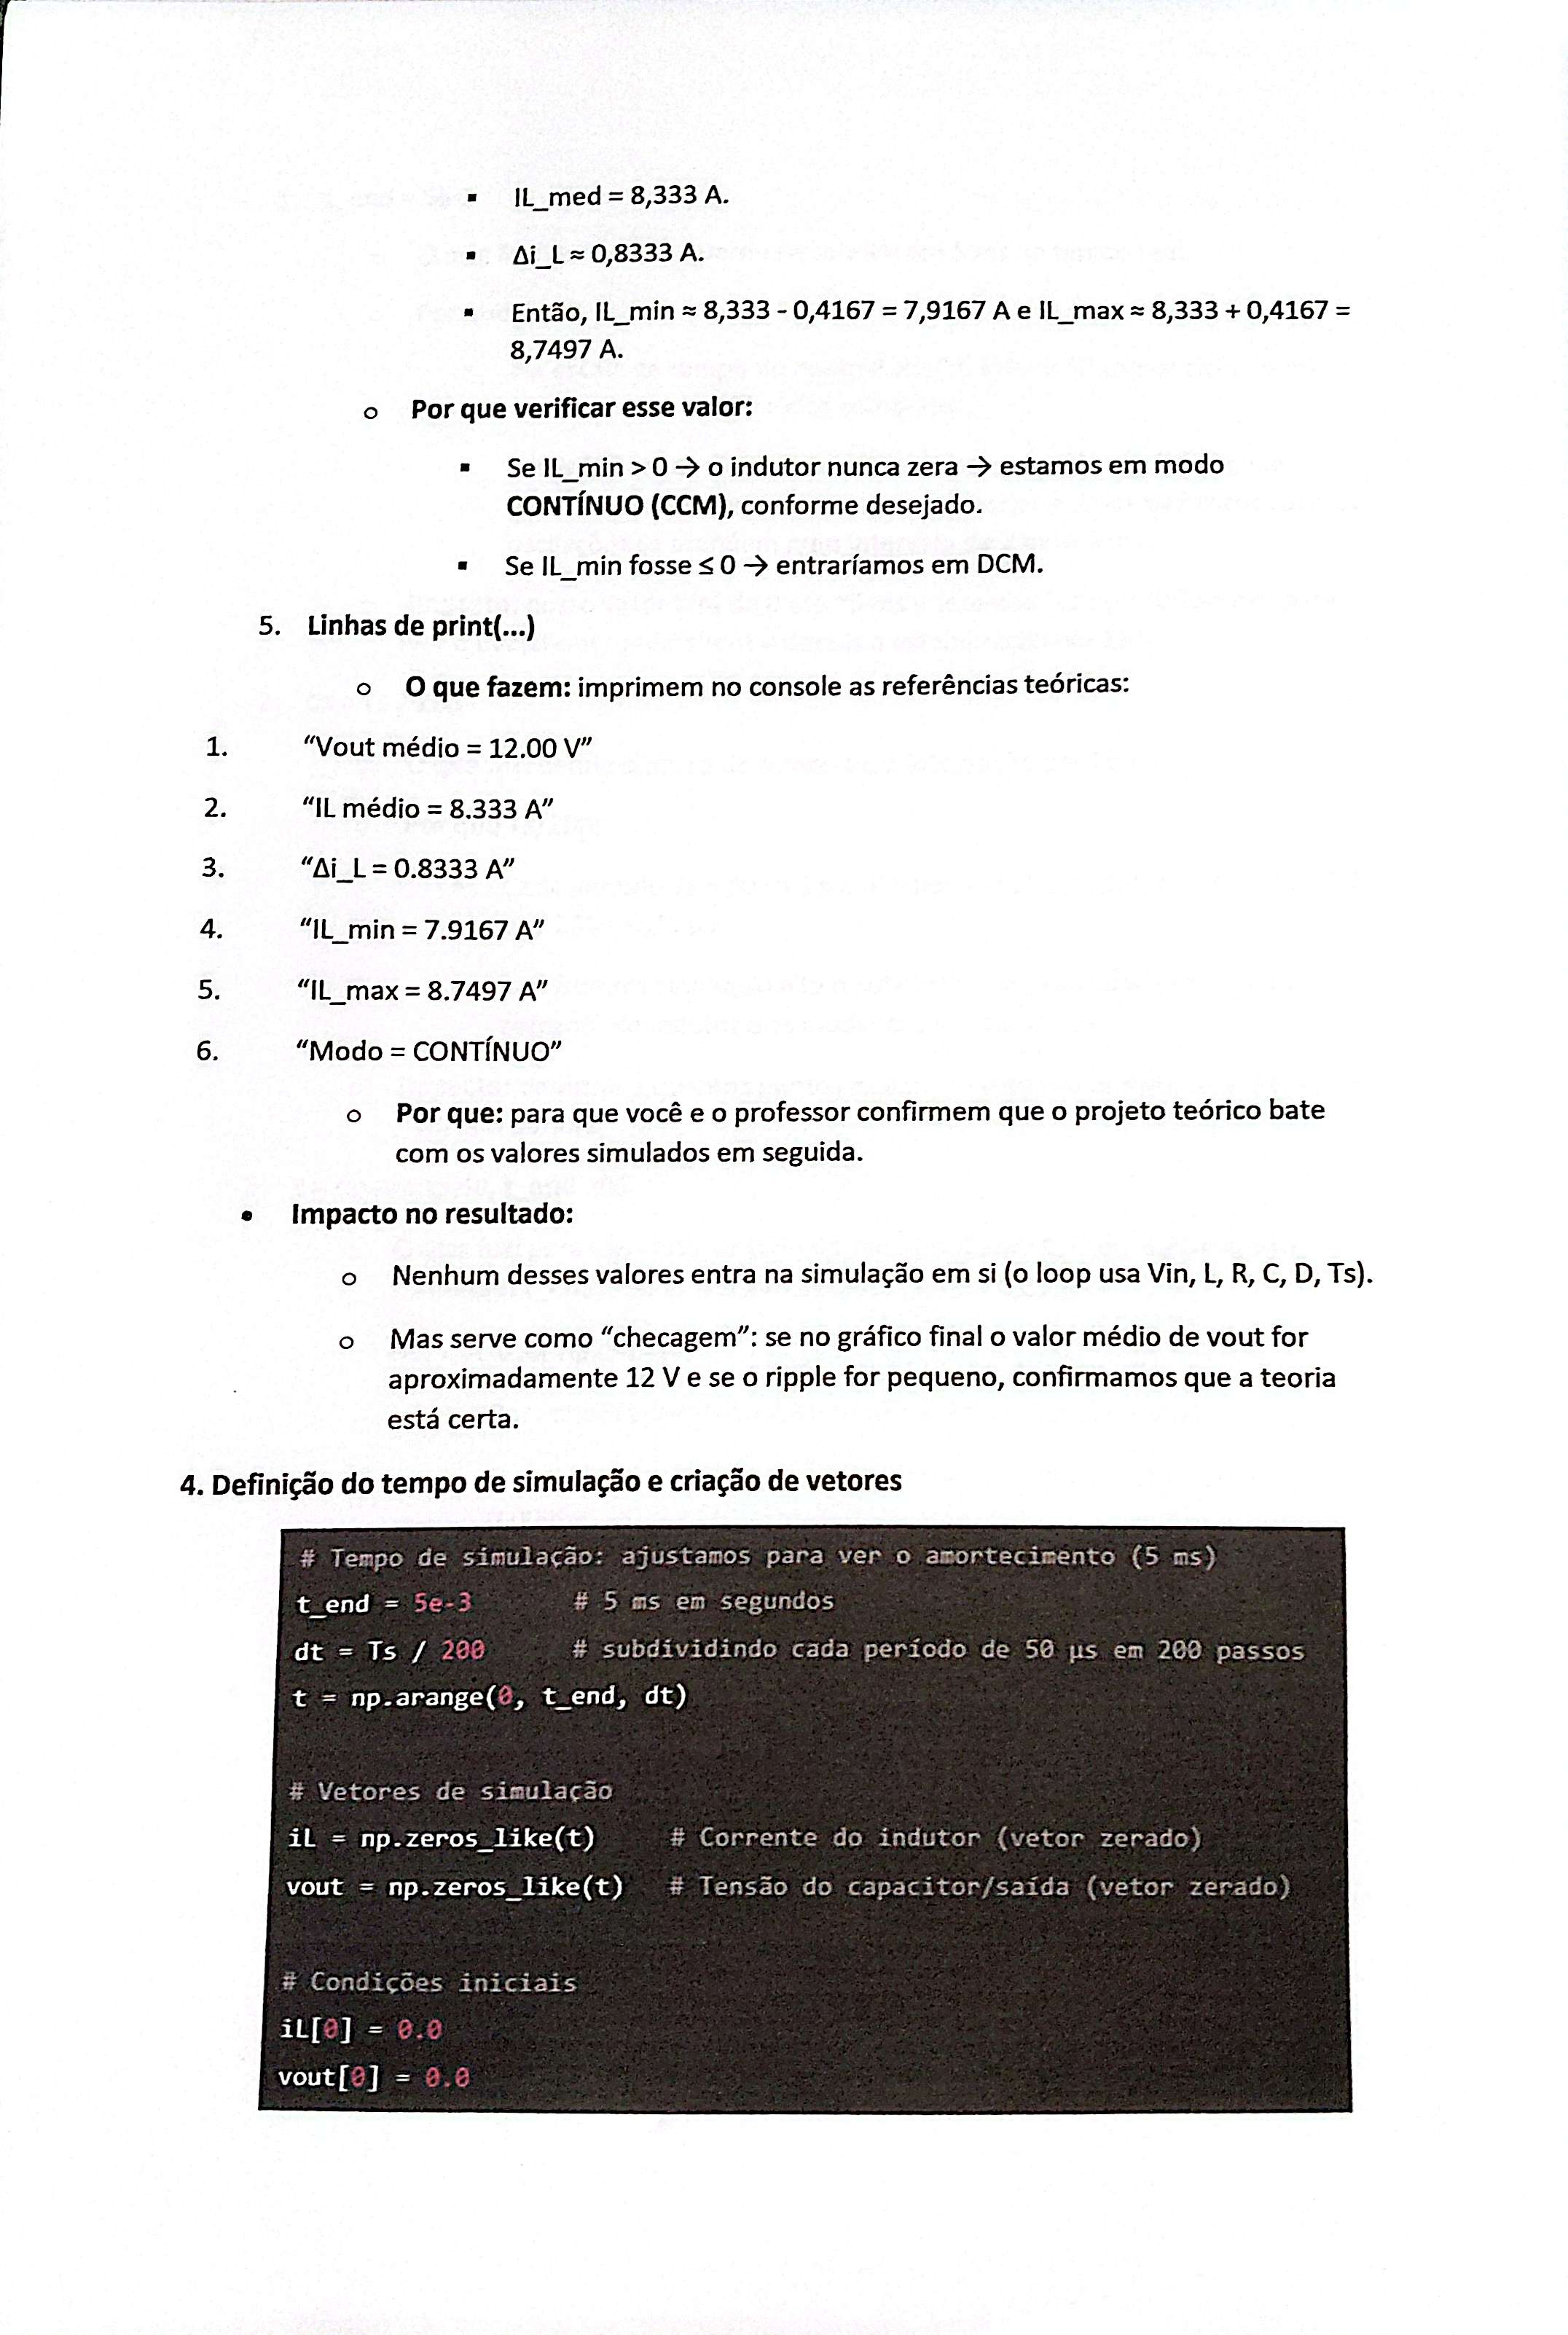 ▪ IL_med = 8,333 A.
▪ Δi_L ≈ 0,8333 A.
▪ Então, IL_min ≈ 8,333 - 0,4167 = 7,9167 A e IL_max ≈ 8,333 + 0,4167 =
8,7497 A.
o Por que verificar esse valor:
▪ Se IL_min > 0 → o indutor nunca zera → estamos em modo
CONTÍNUO (CCM), conforme desejado.
▪ Se IL_min fosse ≤ 0 → entraríamos em DCM.
5. Linhas de print(...)
o O que fazem: imprimem no console as referências teóricas:
1. “Vout médio = 12.00 V”
2. “IL médio = 8.333 A”
3. “Δi_L = 0.8333 A”
4. “IL_min = 7.9167 A”
5. “IL_max = 8.7497 A”
6. “Modo = CONTÍNUO”
o Por que: para que você e o professor confirmem que o projeto teórico bate
com os valores simulados em seguida.
• Impacto no resultado:
o Nenhum desses valores entra na simulação em si (o loop usa Vin, L, R, C, D, Ts).
o Mas serve como “checagem”: se no gráfico final o valor médio de vout for
aproximadamente 12 V e se o ripple for pequeno, confirmamos que a teoria
está certa.
4. Definição do tempo de simulação e criação de vetores
# Tempo de simulação: ajustamos para ver o amortecimento (5 ms)
t_end = 5e-3 # 5 ms em segundos
dt = Ts / 200 # subdividindo cada período de 50 µs em 200 passos
t = np.arange(0, t_end, dt)
# Vetores de simulação
iL = np.zeros_like(t) # Corrente do indutor (vetor zerado)
vout = np.zeros_like(t) # Tensão do capacitor/saída (vetor zerado)
# Condições iniciais
iL[0] = 0.0
vout[0] = 0.0